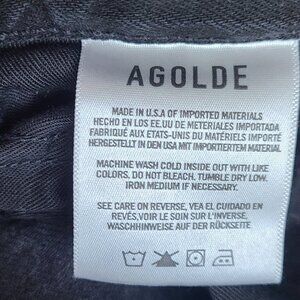 AGOLDE
MADE IN U.S.A OF IMPORTED MATERIALS
HECHO EN LOS EE.UU DE METERIALES IMPORTADA
FABRIQUÉ AUX ETATS-UNIS DU MATÉRIELS IMPORTÉ
HERGESTELLT IN DEN USA MIT IMPORTIERTEM MATERIAL
MACHINE WASH COLD INSIDE OUT WITH LIKE
COLORS. DO NOT BLEACH. TUMBLE DRY LOW.
IRON MEDIUM IF NECESSARY.
SEE CARE ON REVERSE, VER CUIDADO EN
REVÉS, VOIR LE SOIN SUR L'INVERSE,
WASCHHINWEISE AUF DER RÜCKSEITE